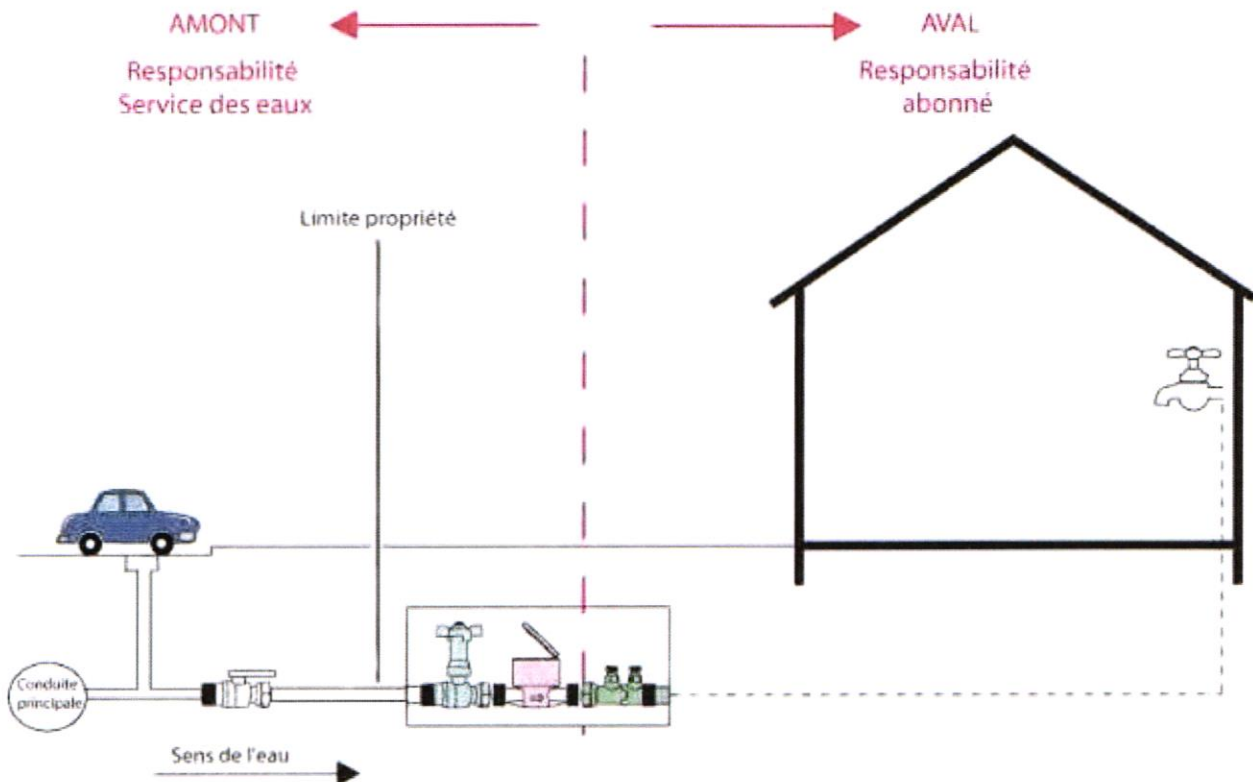 AMONT
AVAL
Responsabilité
Service des eaux
Responsabilité
abonné
Limite propriété
Conduite
principale
Sens de l'eau